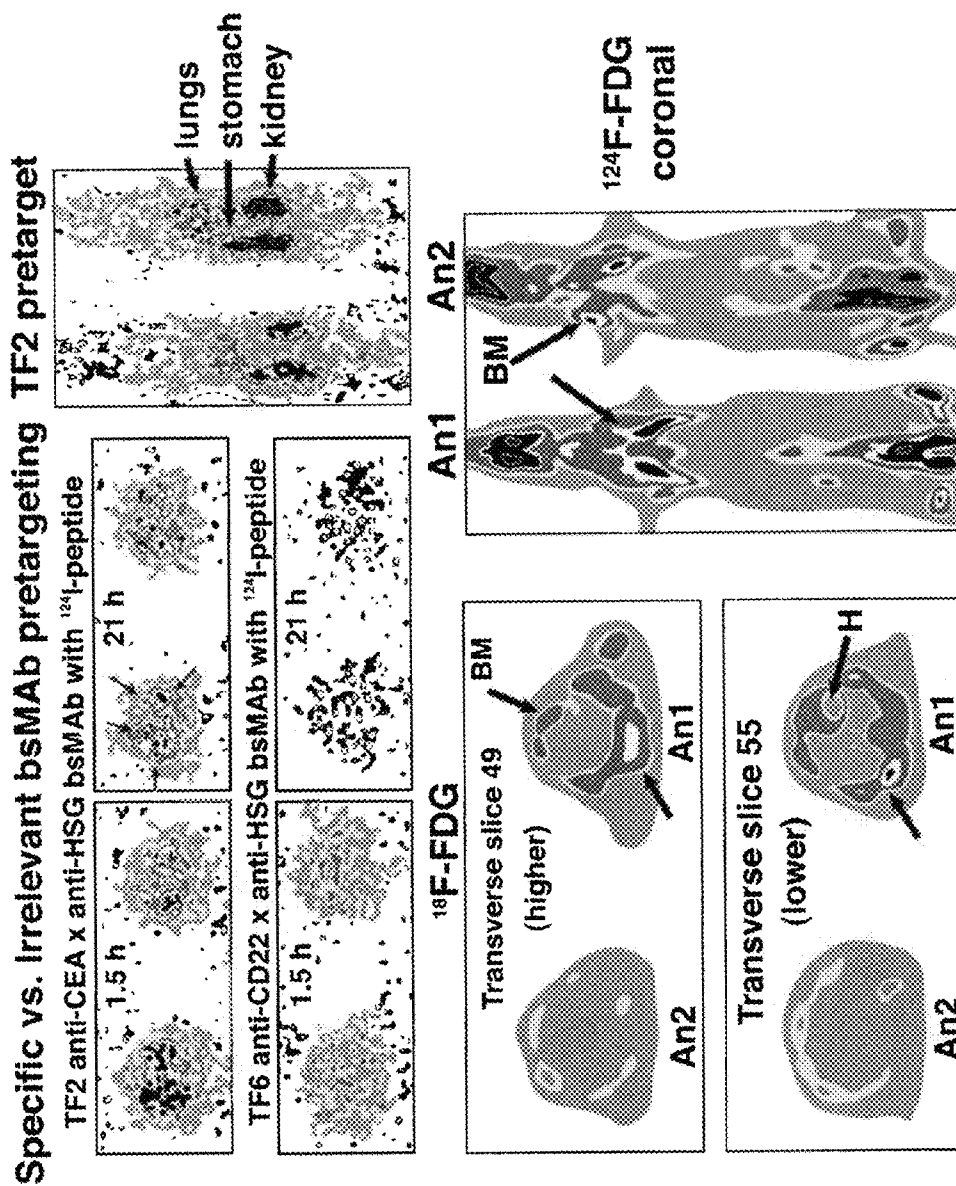 Specific vs. Irrelevant bsMAb pretargeting
TF2 pretarget
TF2 anti-CEA x anti-HSG bsMAb with ¹²⁴I-peptide
1.5 h
21 h
TF6 anti-CD22 x anti-HSG bsMAb with ¹²⁴I-peptide
1.5 h
21 h
lungs
stomach
kidney
¹⁸F-FDG
Transverse slice 49
(higher)
BM
An2
An1
Transverse slice 55
(lower)
H
An2
An1
An1
An2
BM
¹²⁴F-FDG
coronal